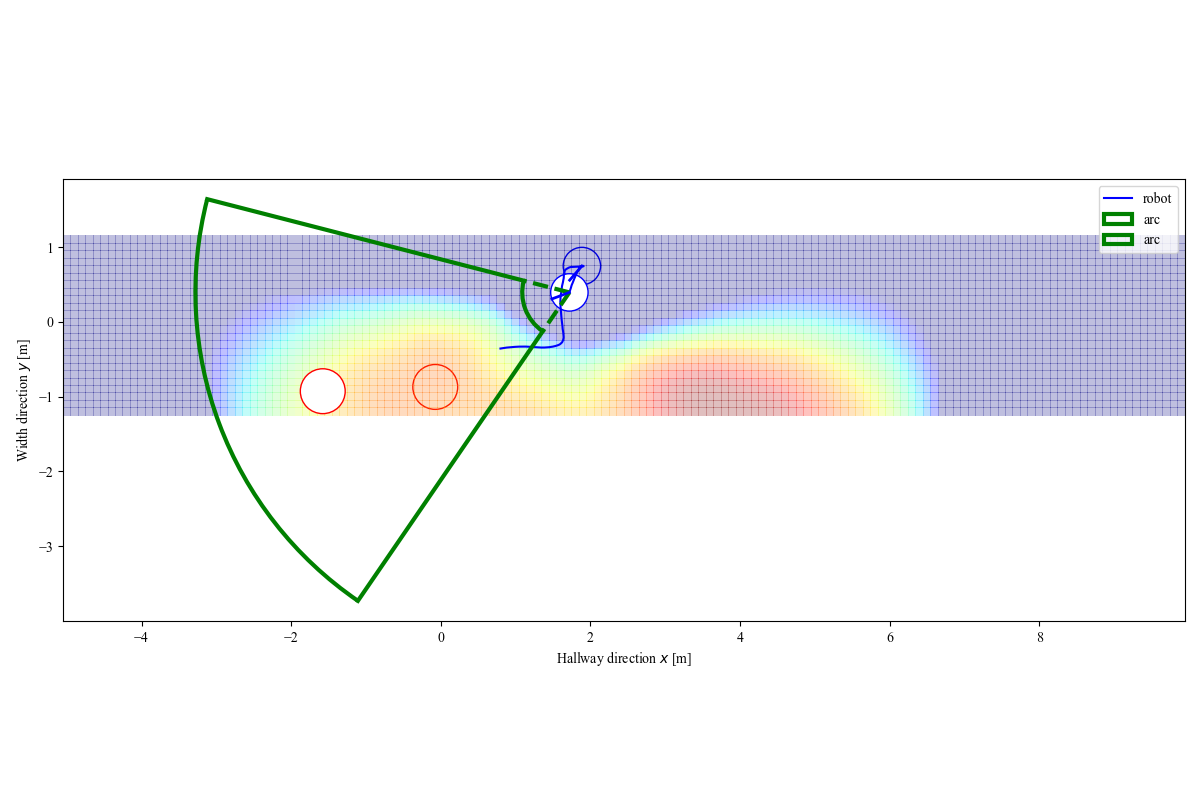 robot
arc
arc
1
0
−1
−2
−3
Width direction y [m]
−4 −2 0 2 4 6 8
Hallway direction x [m]